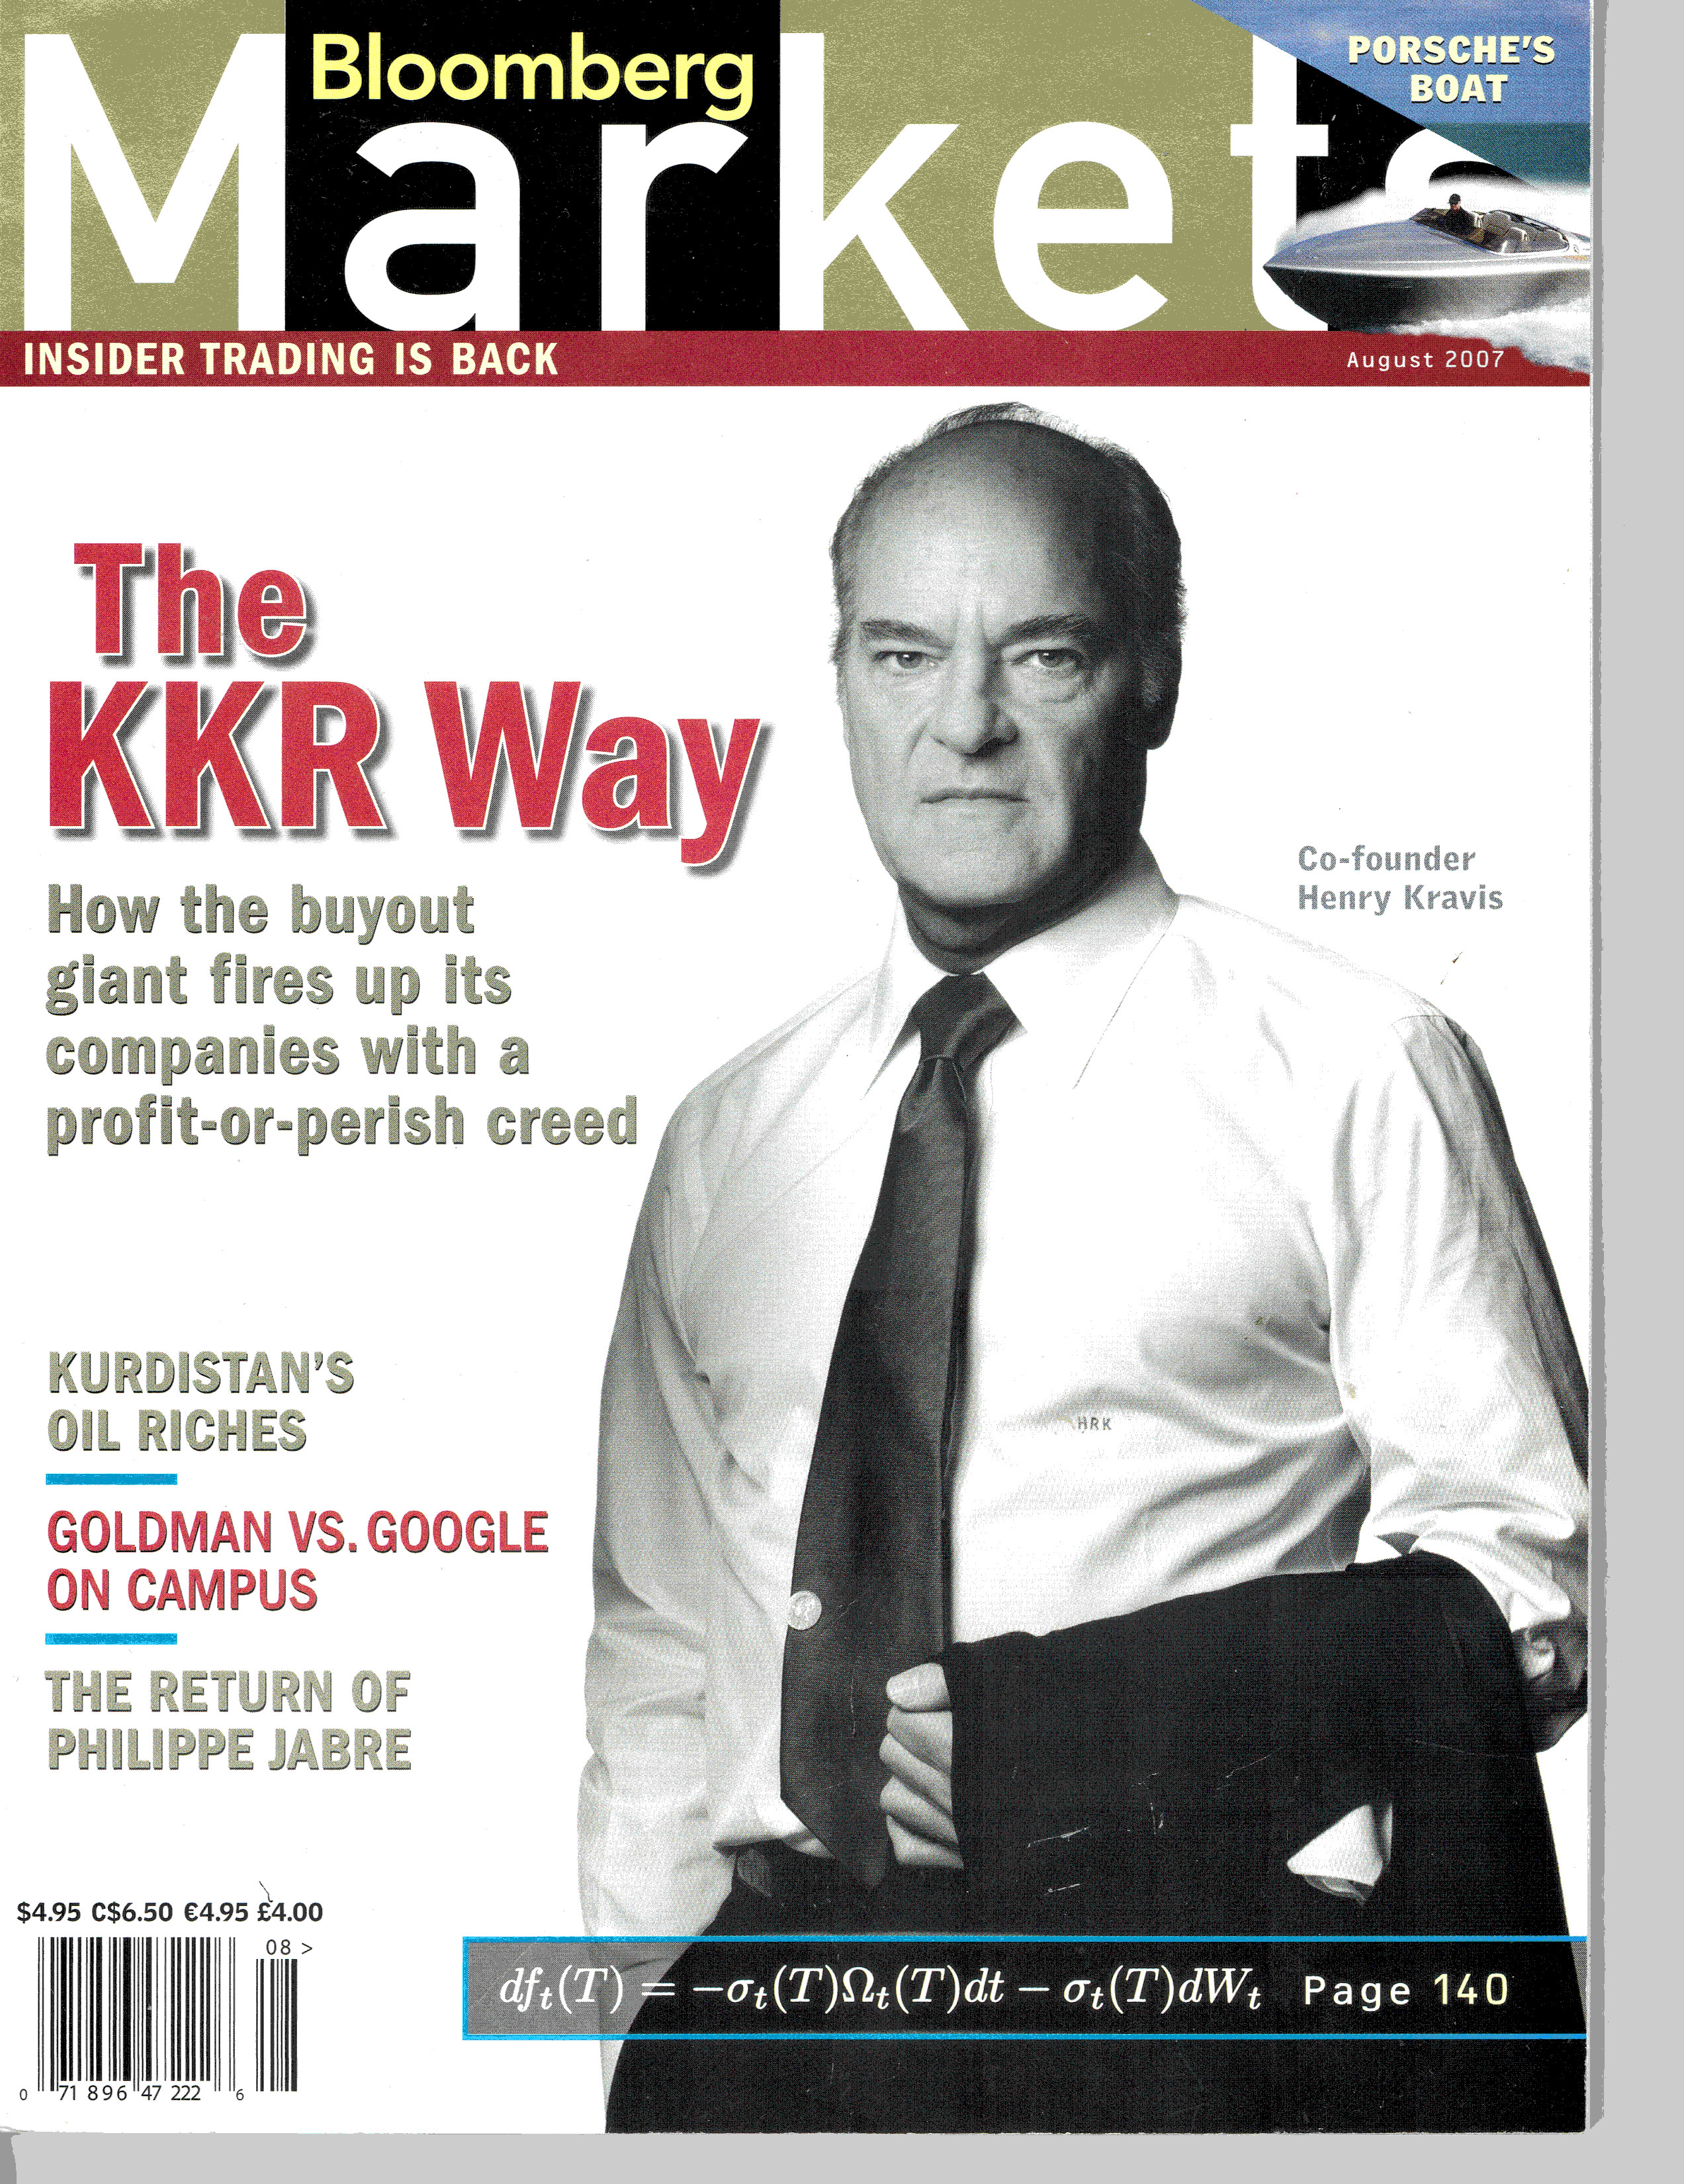 Bloomberg
Markets
PORSCHE'S
BOAT
INSIDER TRADING IS BACK
August 2007
The
KKR Way
How the buyout
giant fires up its
companies with a
profit-or-perish creed
Co-founder
Henry Kravis
HRK
KURDISTAN'S
OIL RICHES
GOLDMAN VS. GOOGLE
ON CAMPUS
THE RETURN OF
PHILIPPE JABRE
$4.95 C$6.50 €4.95 £4.00
08 >
0 71896 47222 6
df_t(T) = −σ_t(T)Ω_t(T)dt − σ_t(T)dW_t Page 140